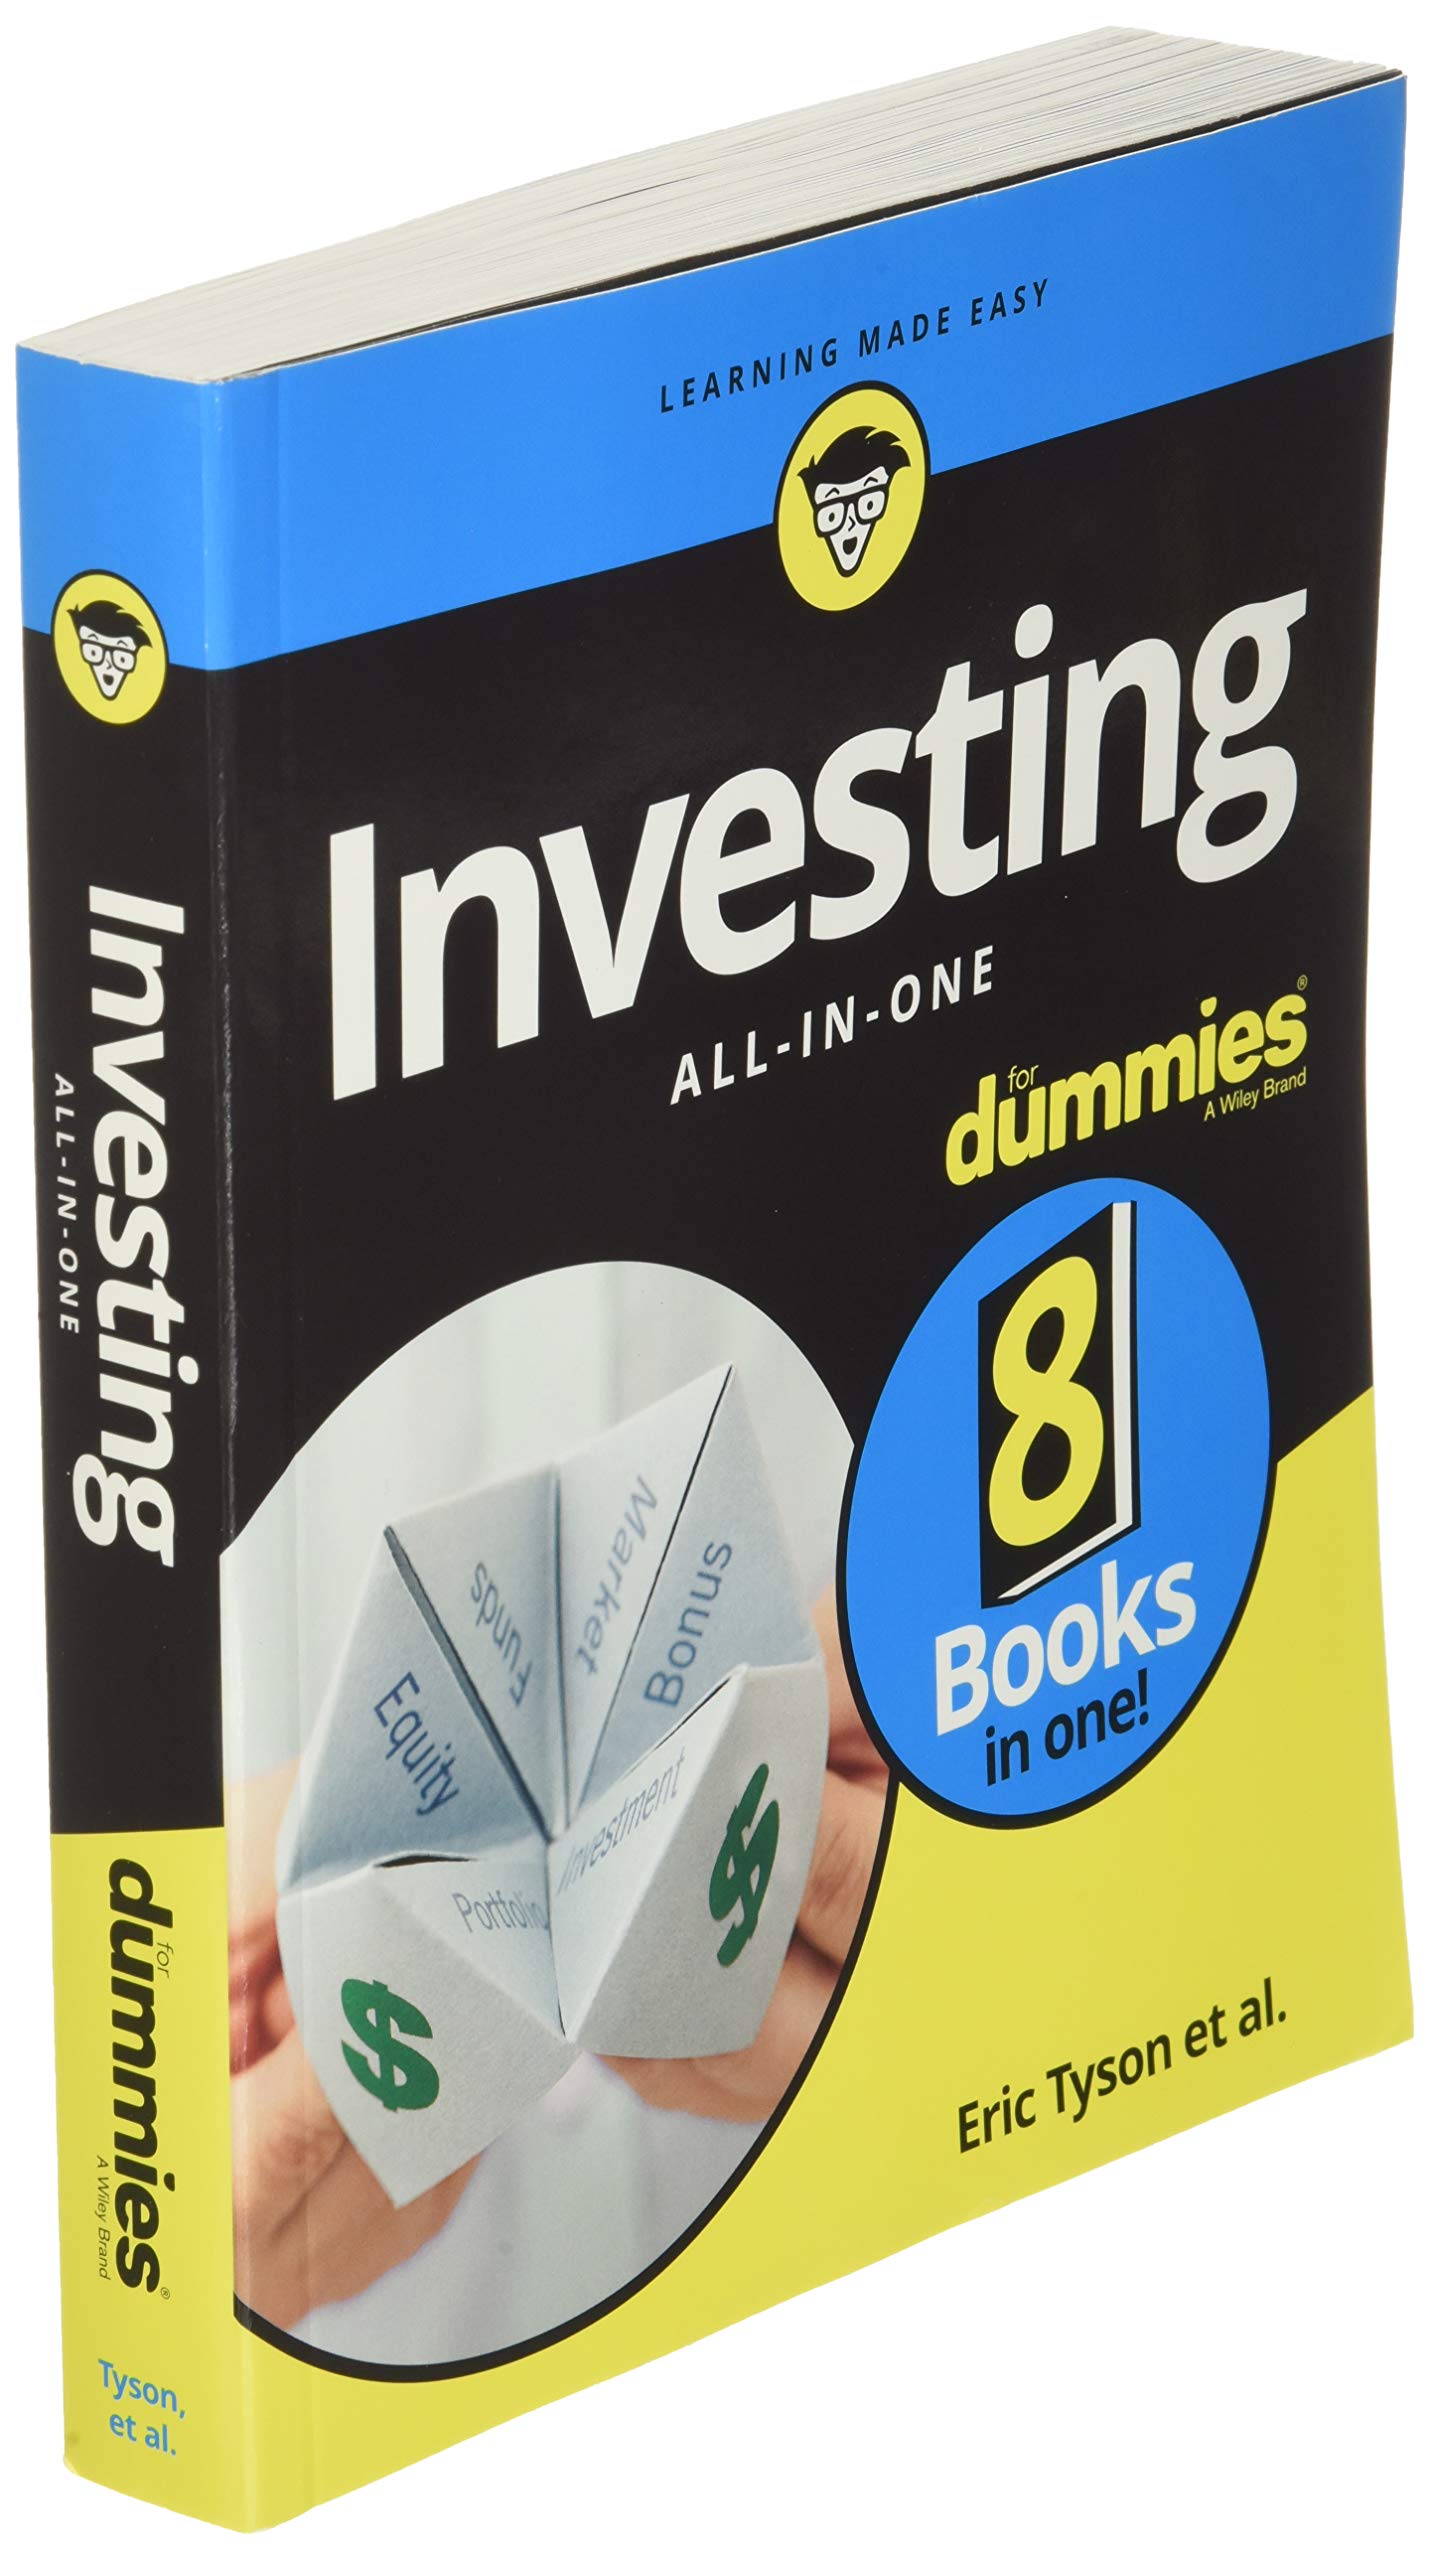 LEARNING MADE EASY
Investing
ALL-IN-ONE
for
dummies®
A Wiley Brand
8
Books
in one!
Funds
Market
Bonus
Equity
Investment
Portfolio
$
$
Eric Tyson et al.
Investing
ALL-IN-ONE
for
dummies®
A Wiley Brand
Tyson,
et al.